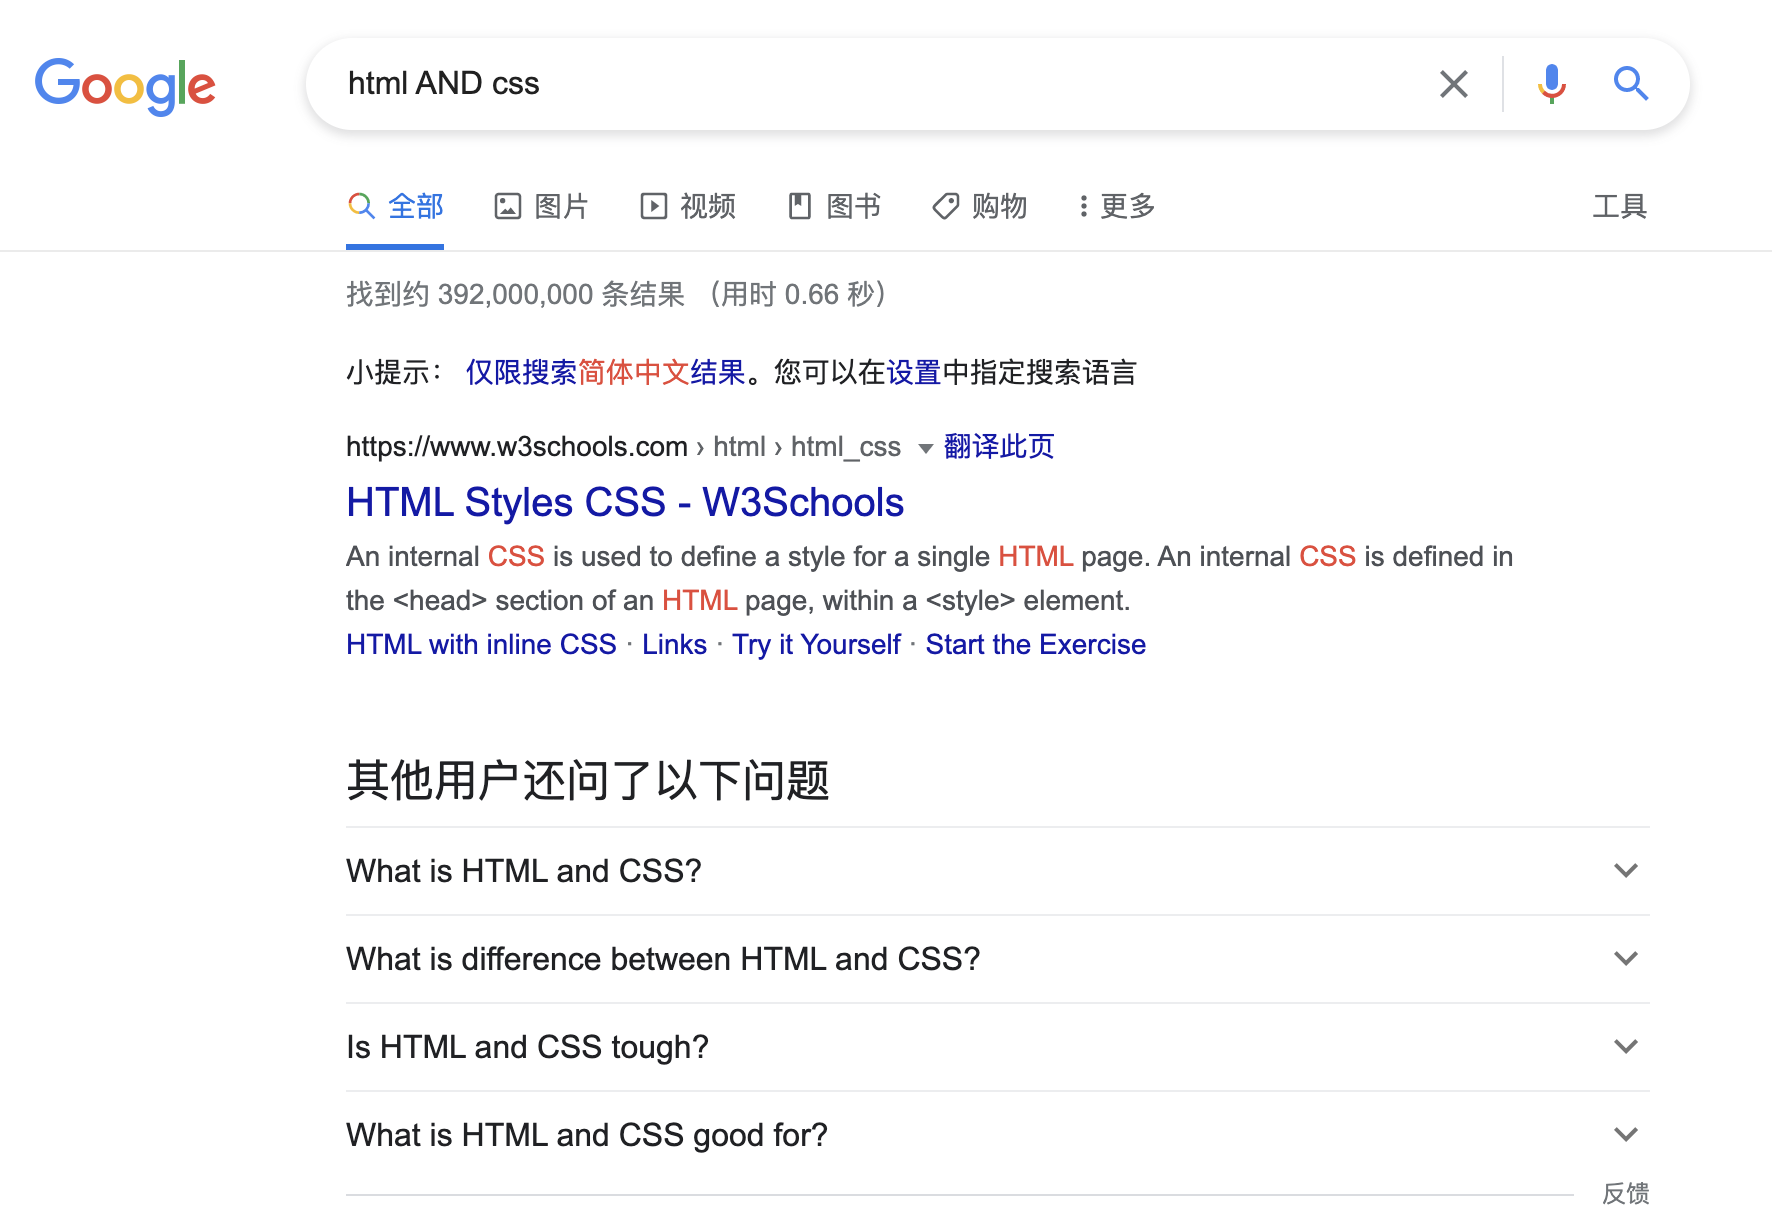 Google
html AND css
全部 图片 视频 图书 购物 更多 工具
找到约 392,000,000 条结果 （用时 0.66 秒）
小提示： 仅限搜索简体中文结果。您可以在设置中指定搜索语言
https://www.w3schools.com › html › html_css 翻译此页
HTML Styles CSS - W3Schools
An internal CSS is used to define a style for a single HTML page. An internal CSS is defined in
the <head> section of an HTML page, within a <style> element.
HTML with inline CSS · Links · Try it Yourself · Start the Exercise
其他用户还问了以下问题
What is HTML and CSS?
What is difference between HTML and CSS?
Is HTML and CSS tough?
What is HTML and CSS good for?
反馈